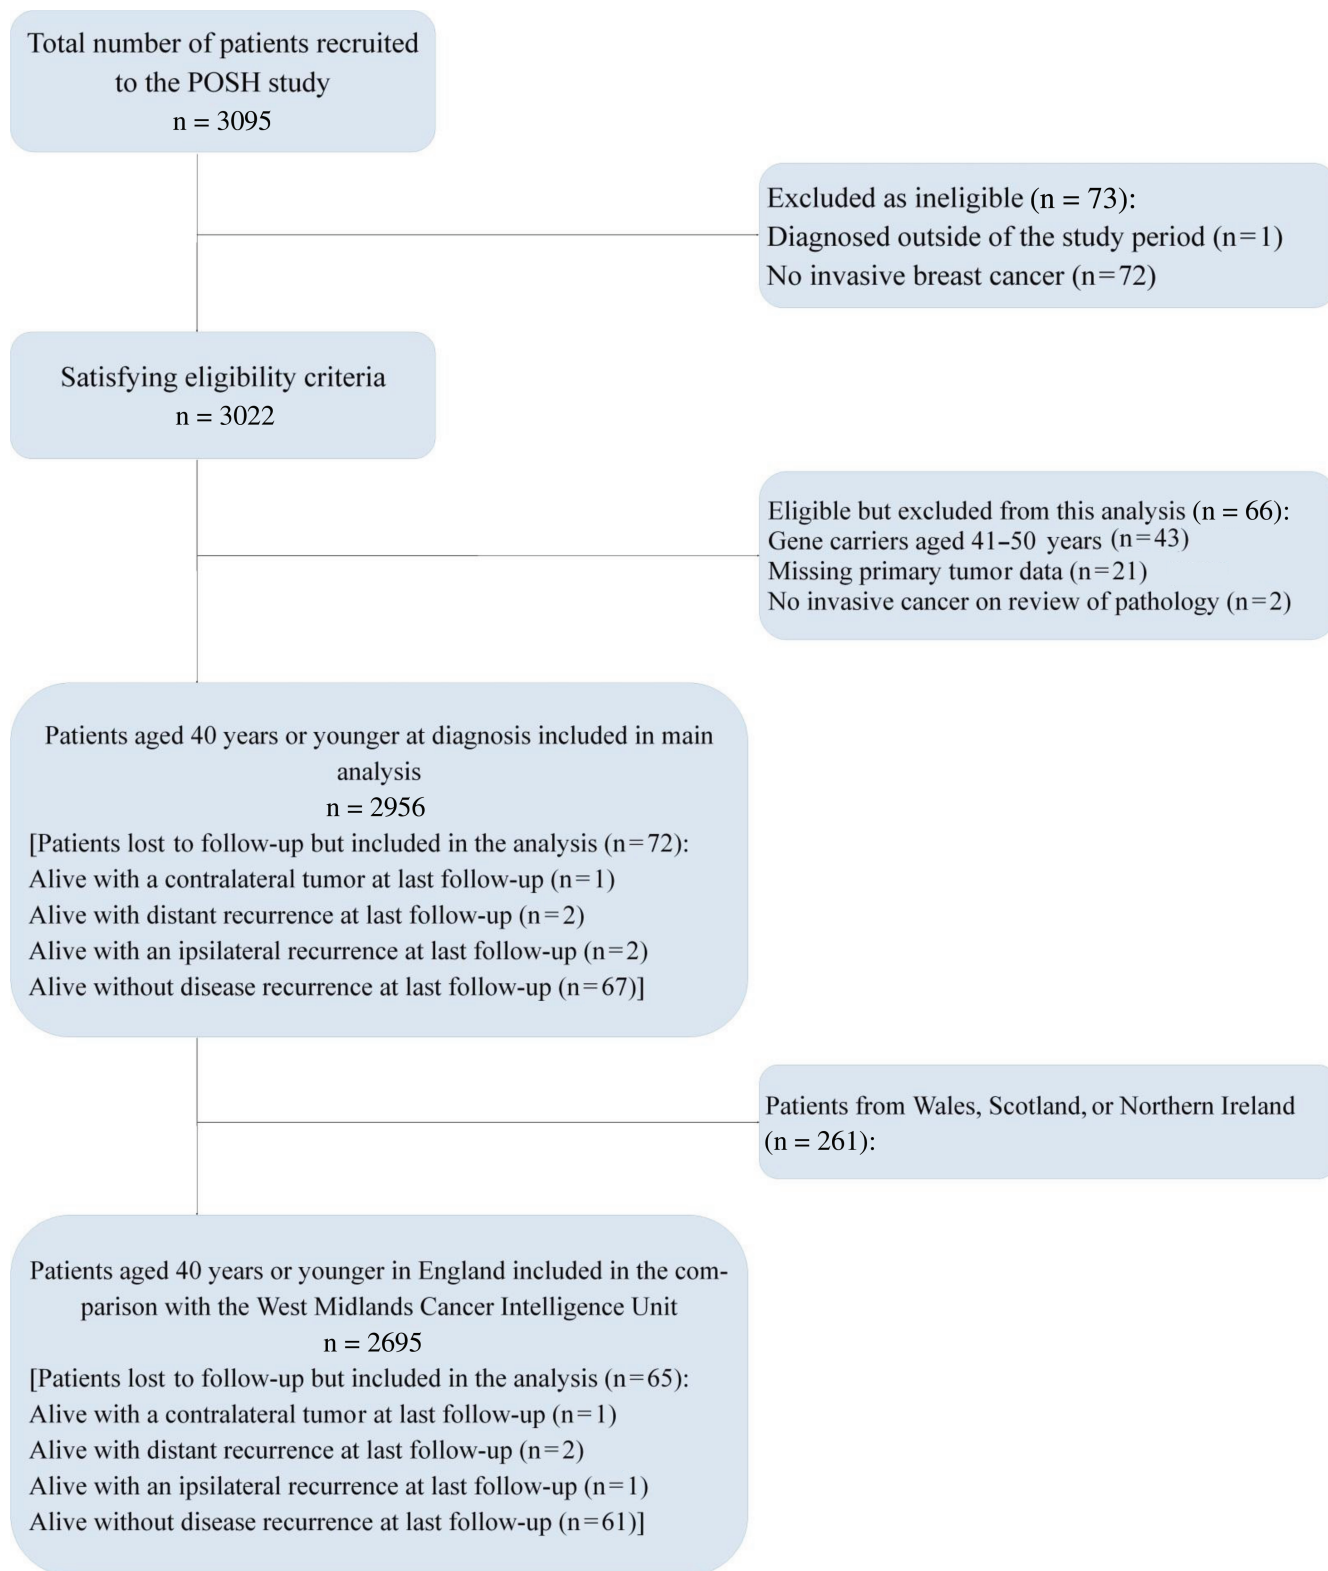 Total number of patients recruited
to the POSH study
n = 3095
Excluded as ineligible (n = 73):
Diagnosed outside of the study period (n=1)
No invasive breast cancer (n=72)
Satisfying eligibility criteria
n = 3022
Eligible but excluded from this analysis (n = 66):
Gene carriers aged 41–50 years (n=43)
Missing primary tumor data (n=21)
No invasive cancer on review of pathology (n=2)
Patients aged 40 years or younger at diagnosis included in main
analysis
n = 2956
[Patients lost to follow-up but included in the analysis (n=72):
Alive with a contralateral tumor at last follow-up (n=1)
Alive with distant recurrence at last follow-up (n=2)
Alive with an ipsilateral recurrence at last follow-up (n=2)
Alive without disease recurrence at last follow-up (n=67)]
Patients from Wales, Scotland, or Northern Ireland
(n = 261):
Patients aged 40 years or younger in England included in the com-
parison with the West Midlands Cancer Intelligence Unit
n = 2695
[Patients lost to follow-up but included in the analysis (n=65):
Alive with a contralateral tumor at last follow-up (n=1)
Alive with distant recurrence at last follow-up (n=2)
Alive with an ipsilateral recurrence at last follow-up (n=1)
Alive without disease recurrence at last follow-up (n=61)]